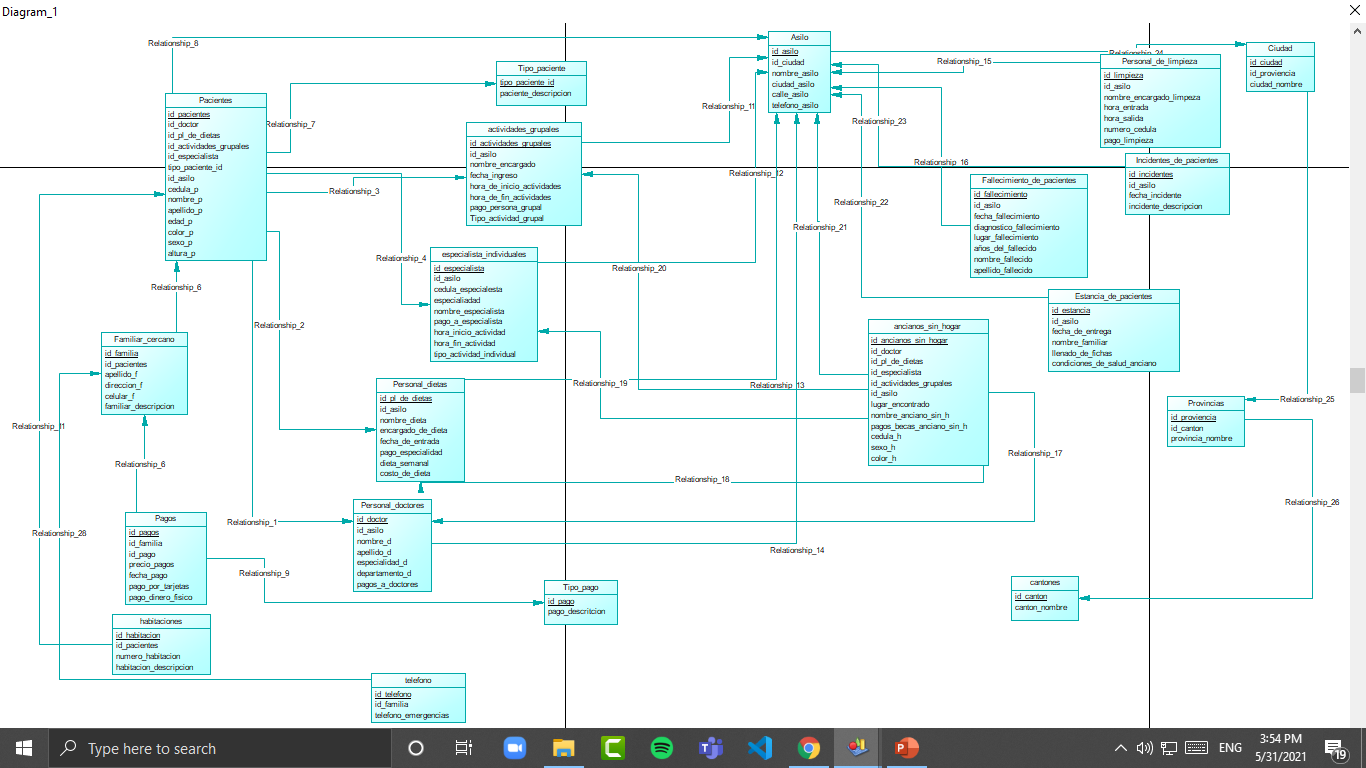 Diagram_1
Relationship_8
Asilo
id_asilo
id_ciudad
nombre_asilo
ciudad_asilo
calle_asilo
telefono_asilo
Relationship_24
Relationship_15
Ciudad
id_ciudad
id_proviencia
ciudad_nombre
Personal_de_limpieza
id_limpieza
id_asilo
nombre_encargado_limpeza
hora_entrada
hora_salida
numero_cedula
pago_limpieza
Tipo_paciente
tipo_paciente_id
paciente_descripcion
Pacientes
id_pacientes
id_doctor
id_pl_de_dietas
id_actividades_grupales
id_especialista
tipo_paciente_id
id_asilo
cedula_p
nombre_p
apellido_p
edad_p
color_p
sexo_p
altura_p
Relationship_7
Relationship_11
Relationship_23
actividades_grupales
id_actividades_grupales
id_asilo
nombre_encargado
fecha_ingreso
hora_de_inicio_actividades
hora_de_fin_actividades
pago_persona_grupal
Tipo_actividad_grupal
Relationship_3
Relationship_12
Relationship_16
Incidentes_de_pacientes
id_incidentes
id_asilo
fecha_incidente
incidente_descripcion
Fallecimiento_de_pacientes
id_fallecimiento
id_asilo
fecha_fallecimiento
diagnostico_fallecimiento
lugar_fallecimiento
años_del_fallecido
nombre_fallecido
apellido_fallecido
Relationship_22
Relationship_21
Relationship_4
Relationship_20
especialista_individuales
id_especialista
id_asilo
cedula_especialesta
especialiadad
nombre_especialista
pago_a_especialista
hora_inicio_actividad
hora_fin_actividad
tipo_actividad_individual
Relationship_6
Relationship_2
Estancia_de_pacientes
id_estancia
id_asilo
fecha_de_entrega
nombre_familiar
llenado_de_fichas
condiciones_de_salud_anciano
Familiar_cercano
id_familia
id_pacientes
apellido_f
direccion_f
celular_f
familiar_descripcion
ancianos_sin_hogar
id_ancianos_sin_hogar
id_doctor
id_pl_de_dietas
id_especialista
id_actividades_grupales
id_asilo
lugar_encontrado
nombre_anciano_sin_h
pagos_becas_anciano_sin_h
cedula_h
sexo_h
color_h
Relationship_19
Relationship_13
Personal_dietas
id_pl_de_dietas
id_asilo
nombre_dieta
encargado_de_dieta
fecha_de_entrada
pago_especialidad
dieta_semanal
costo_de_dieta
Relationship_25
Provincias
id_proviencia
id_canton
provincia_nombre
Relationship_11
Relationship_6
Relationship_17
Relationship_18
Relationship_26
Personal_doctores
id_doctor
id_asilo
nombre_d
apellido_d
especialidad_d
departamento_d
pagos_a_doctores
Relationship_1
Relationship_28
Pagos
id_pagos
id_familia
id_pago
precio_pagos
fecha_pago
pago_por_tarjetas
pago_dinero_fisico
Relationship_14
Relationship_9
Tipo_pago
id_pago
pago_descritcion
cantones
id_canton
canton_nombre
habitaciones
id_habitacion
id_pacientes
numero_habitacion
habitacion_descripcion
telefono
id_telefono
id_familia
telefono_emergencias
Type here to search
ENG
3:54 PM
5/31/2021
19